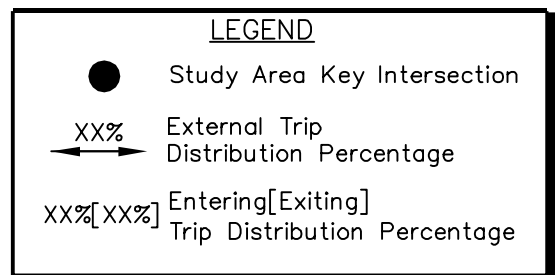 LEGEND
Study Area Key Intersection
XX% External Trip
Distribution Percentage
XX%[XX%] Entering[Exiting]
Trip Distribution Percentage